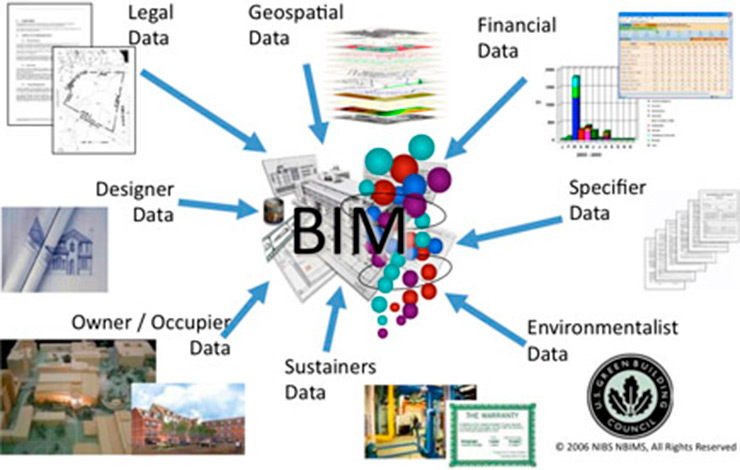 Legal
Data
Geospatial
Data
Financial
Data
Designer
Data
BIM
Specifier
Data
Owner / Occupier
Data
Sustainers
Data
Environmentalist
Data
THE WARRANTY
U.S. GREEN BUILDING
COUNCIL
© 2006 NIBS NBIMS, All Rights Reserved